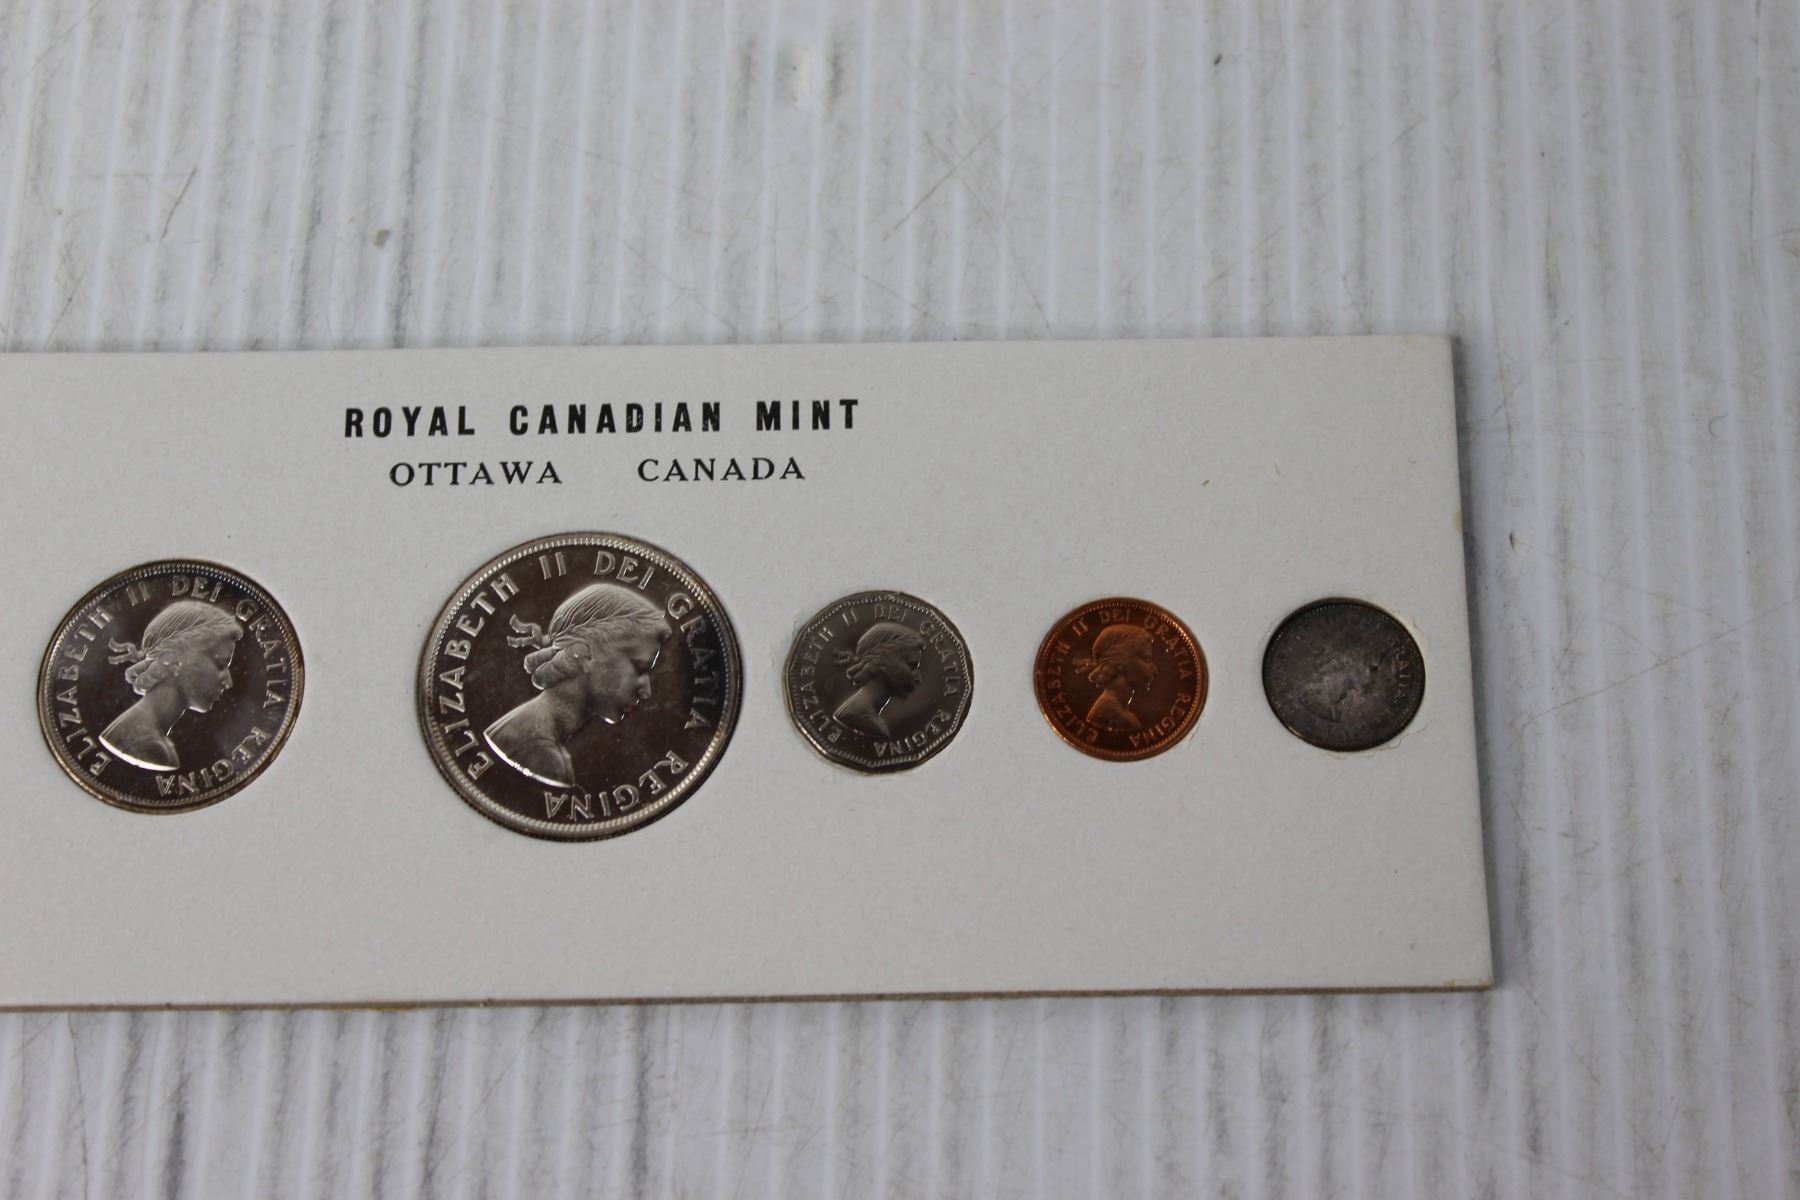 ROYAL CANADIAN MINT
OTTAWA CANADA
ELIZABETH II DEI GRATIA REGINA
ELIZABETH II DEI GRATIA REGINA
ELIZABETH II DEI GRATIA REGINA
ELIZABETH II DEI GRATIA REGINA